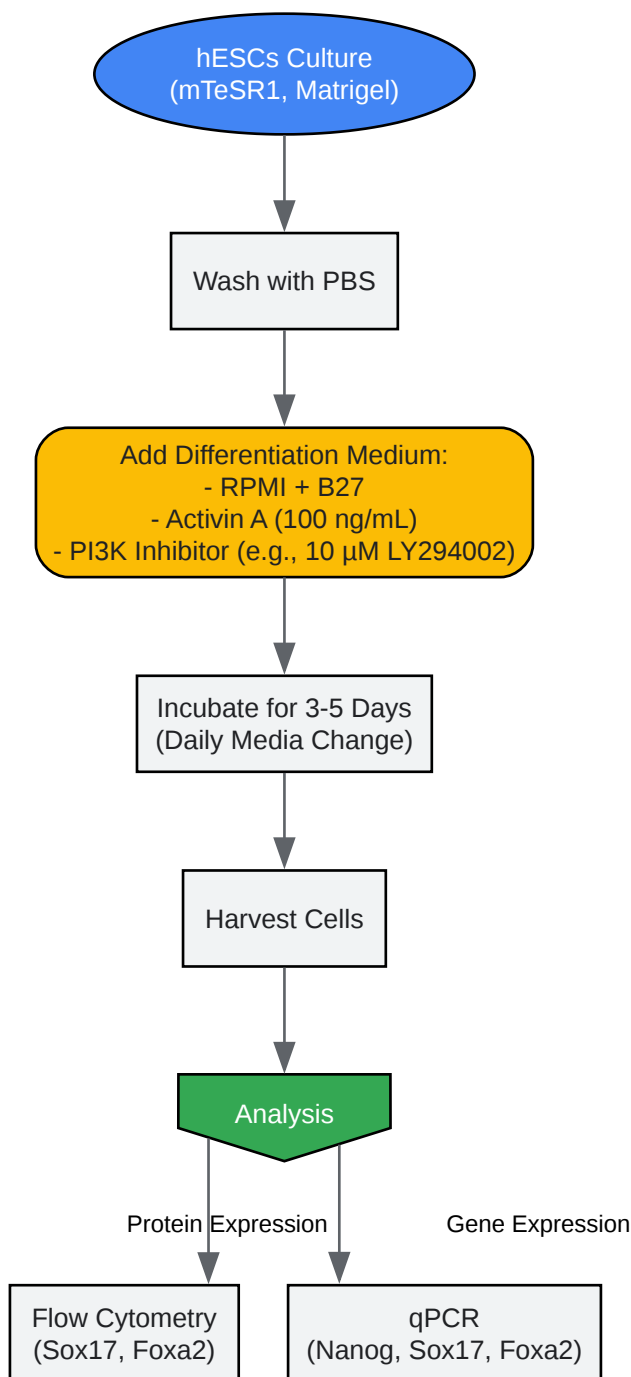 hESCs Culture
(mTeSR1, Matrigel)
Wash with PBS
Add Differentiation Medium:
- RPMI + B27
- Activin A (100 ng/mL)
- PI3K Inhibitor (e.g., 10 µM LY294002)
Incubate for 3-5 Days
(Daily Media Change)
Harvest Cells
Analysis
Protein Expression
Gene Expression
Flow Cytometry
(Sox17, Foxa2)
qPCR
(Nanog, Sox17, Foxa2)